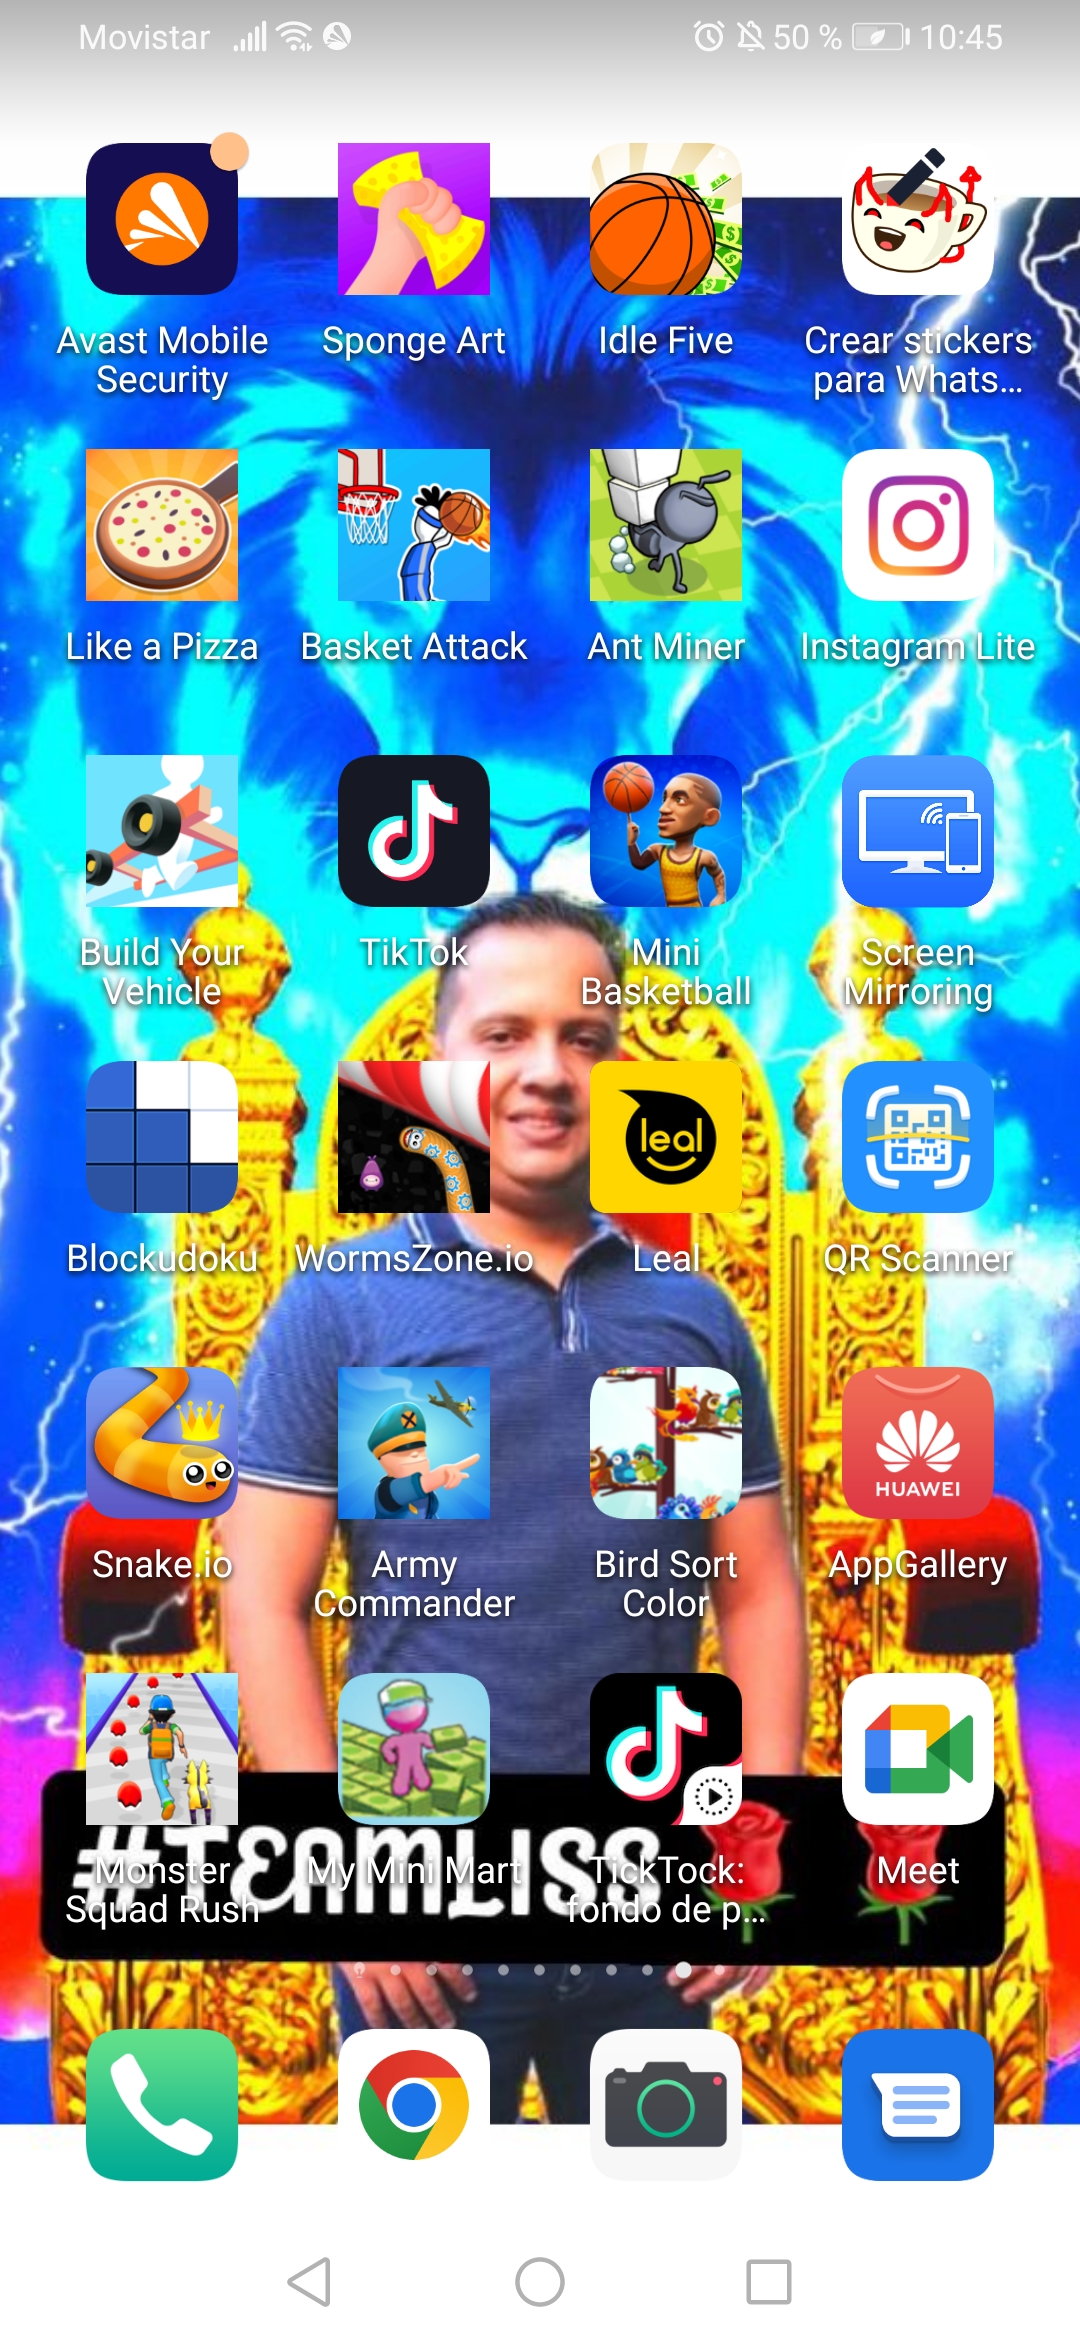 Movistar 50 % 10:45
Avast Mobile Security
Sponge Art
Idle Five
Crear stickers para Whats...
Like a Pizza
Basket Attack
Ant Miner
Instagram Lite
Build Your Vehicle
TikTok
Mini Basketball
Screen Mirroring
leal
Blockudoku
WormsZone.io
Leal
QR Scanner
HUAWEI
Snake.io
Army Commander
Bird Sort Color
AppGallery
#TEAMLISS
Monster Squad Rush
My Mini Mart
TickTock: fondo de p...
Meet